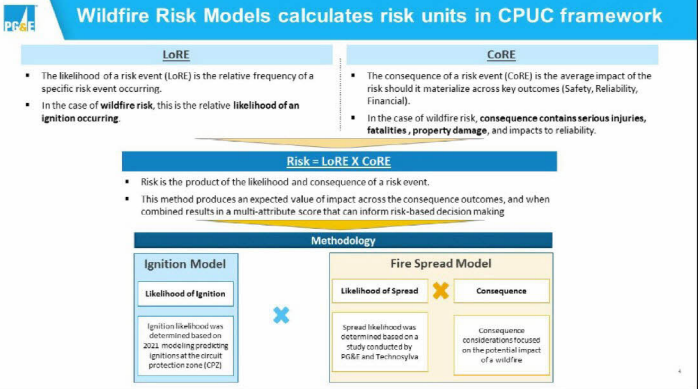 PG&E
Wildfire Risk Models calculates risk units in CPUC framework
LoRE
▪ The likelihood of a risk event (LoRE) is the relative frequency of a
specific risk event occurring.
▪ In the case of wildfire risk, this is the relative likelihood of an
ignition occurring.
CoRE
▪ The consequence of a risk event (CoRE) is the average impact of the
risk should it materialize across key outcomes (Safety, Reliability,
Financial).
▪ In the case of wildfire risk, consequence contains serious injuries,
fatalities , property damage, and impacts to reliability.
Risk = LoRE X CoRE
▪ Risk is the product of the likelihood and consequence of a risk event.
▪ This method produces an expected value of impact across the consequence outcomes, and when
combined results in a multi-attribute score that can inform risk-based decision making
Methodology
Ignition Model
Likelihood of Ignition
Ignition likelihood was
determined based on
2021 modeling predicting
ignitions at the circuit
protection zone (CPZ)
Fire Spread Model
Likelihood of Spread
Spread likelihood was
determined based on a
study conducted by
PG&E and Technosylva
Consequence
Consequence
considerations focused
on the potential impact
of a wildfire
4